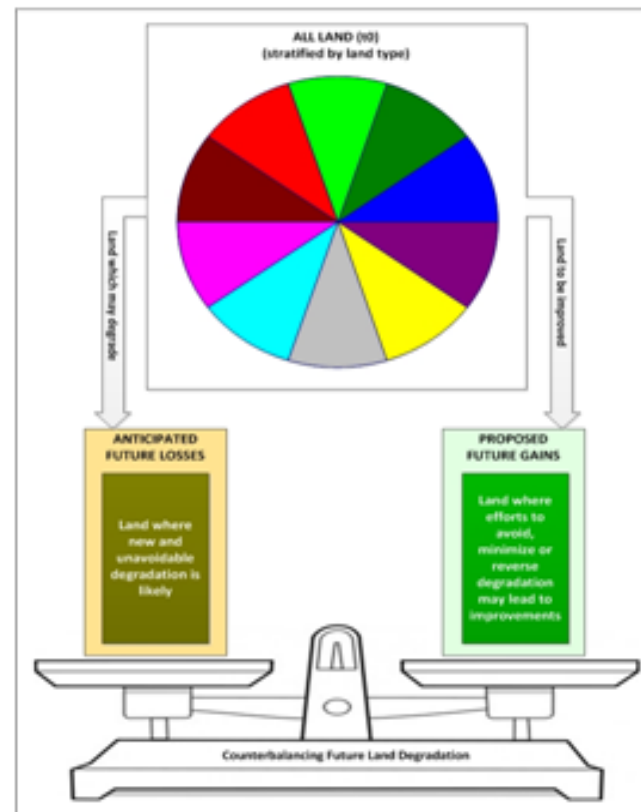 ALL LAND (t0)
(stratified by land type)
Land which may degrade
Land to be improved
ANTICIPATED
FUTURE LOSSES
Land where
new and
unavoidable
degradation is
likely
PROPOSED
FUTURE GAINS
Land where
efforts to
avoid,
minimize or
reverse
degradation
may lead to
improvements
Counterbalancing Future Land Degradation